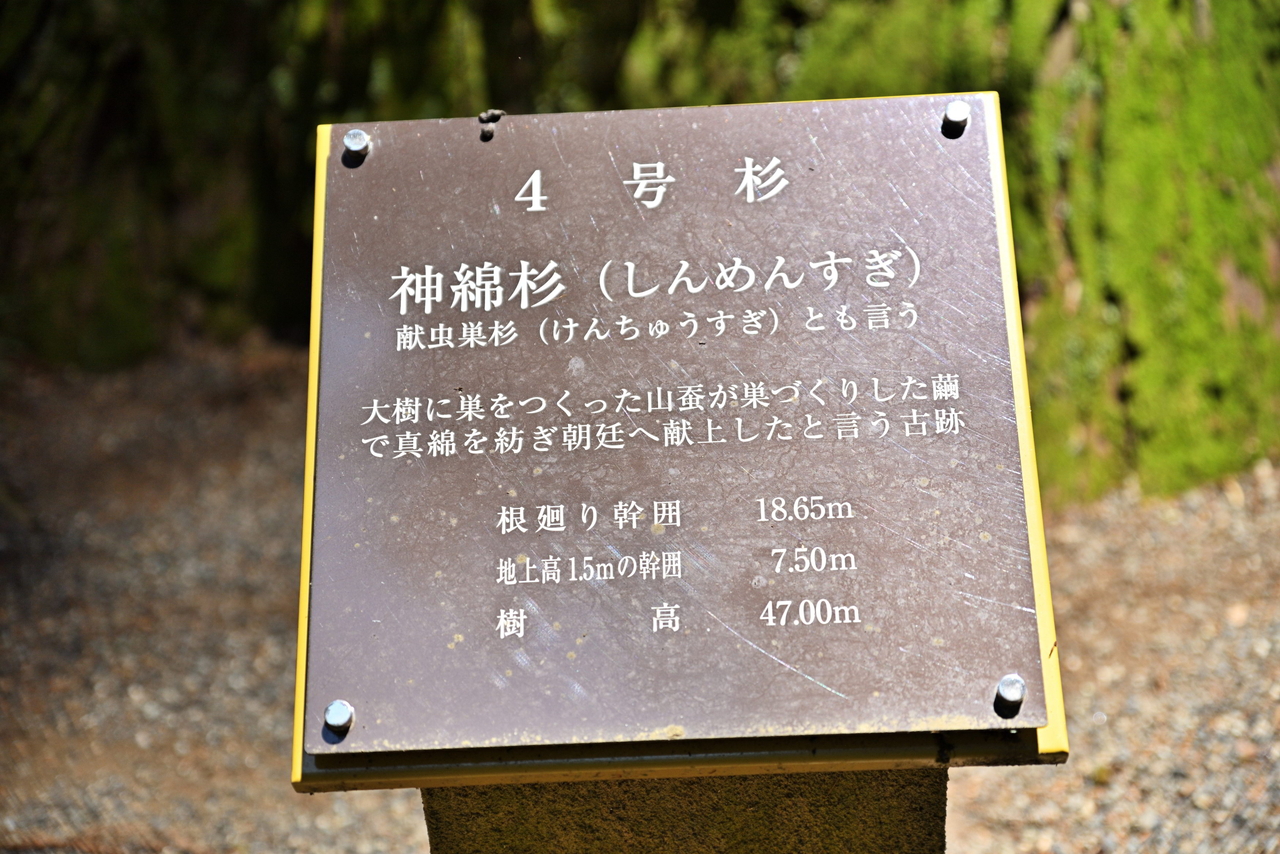 4 号 杉
神綿杉（しんめんすぎ）
献虫巣杉（けんちゅうすぎ）とも言う
大樹に巣をつくった山蚕が巣づくりした繭
で真綿を紡ぎ朝廷へ献上したと言う古跡
根廻り幹囲 18.65m
地上高1.5mの幹囲 7.50m
樹 高 47.00m